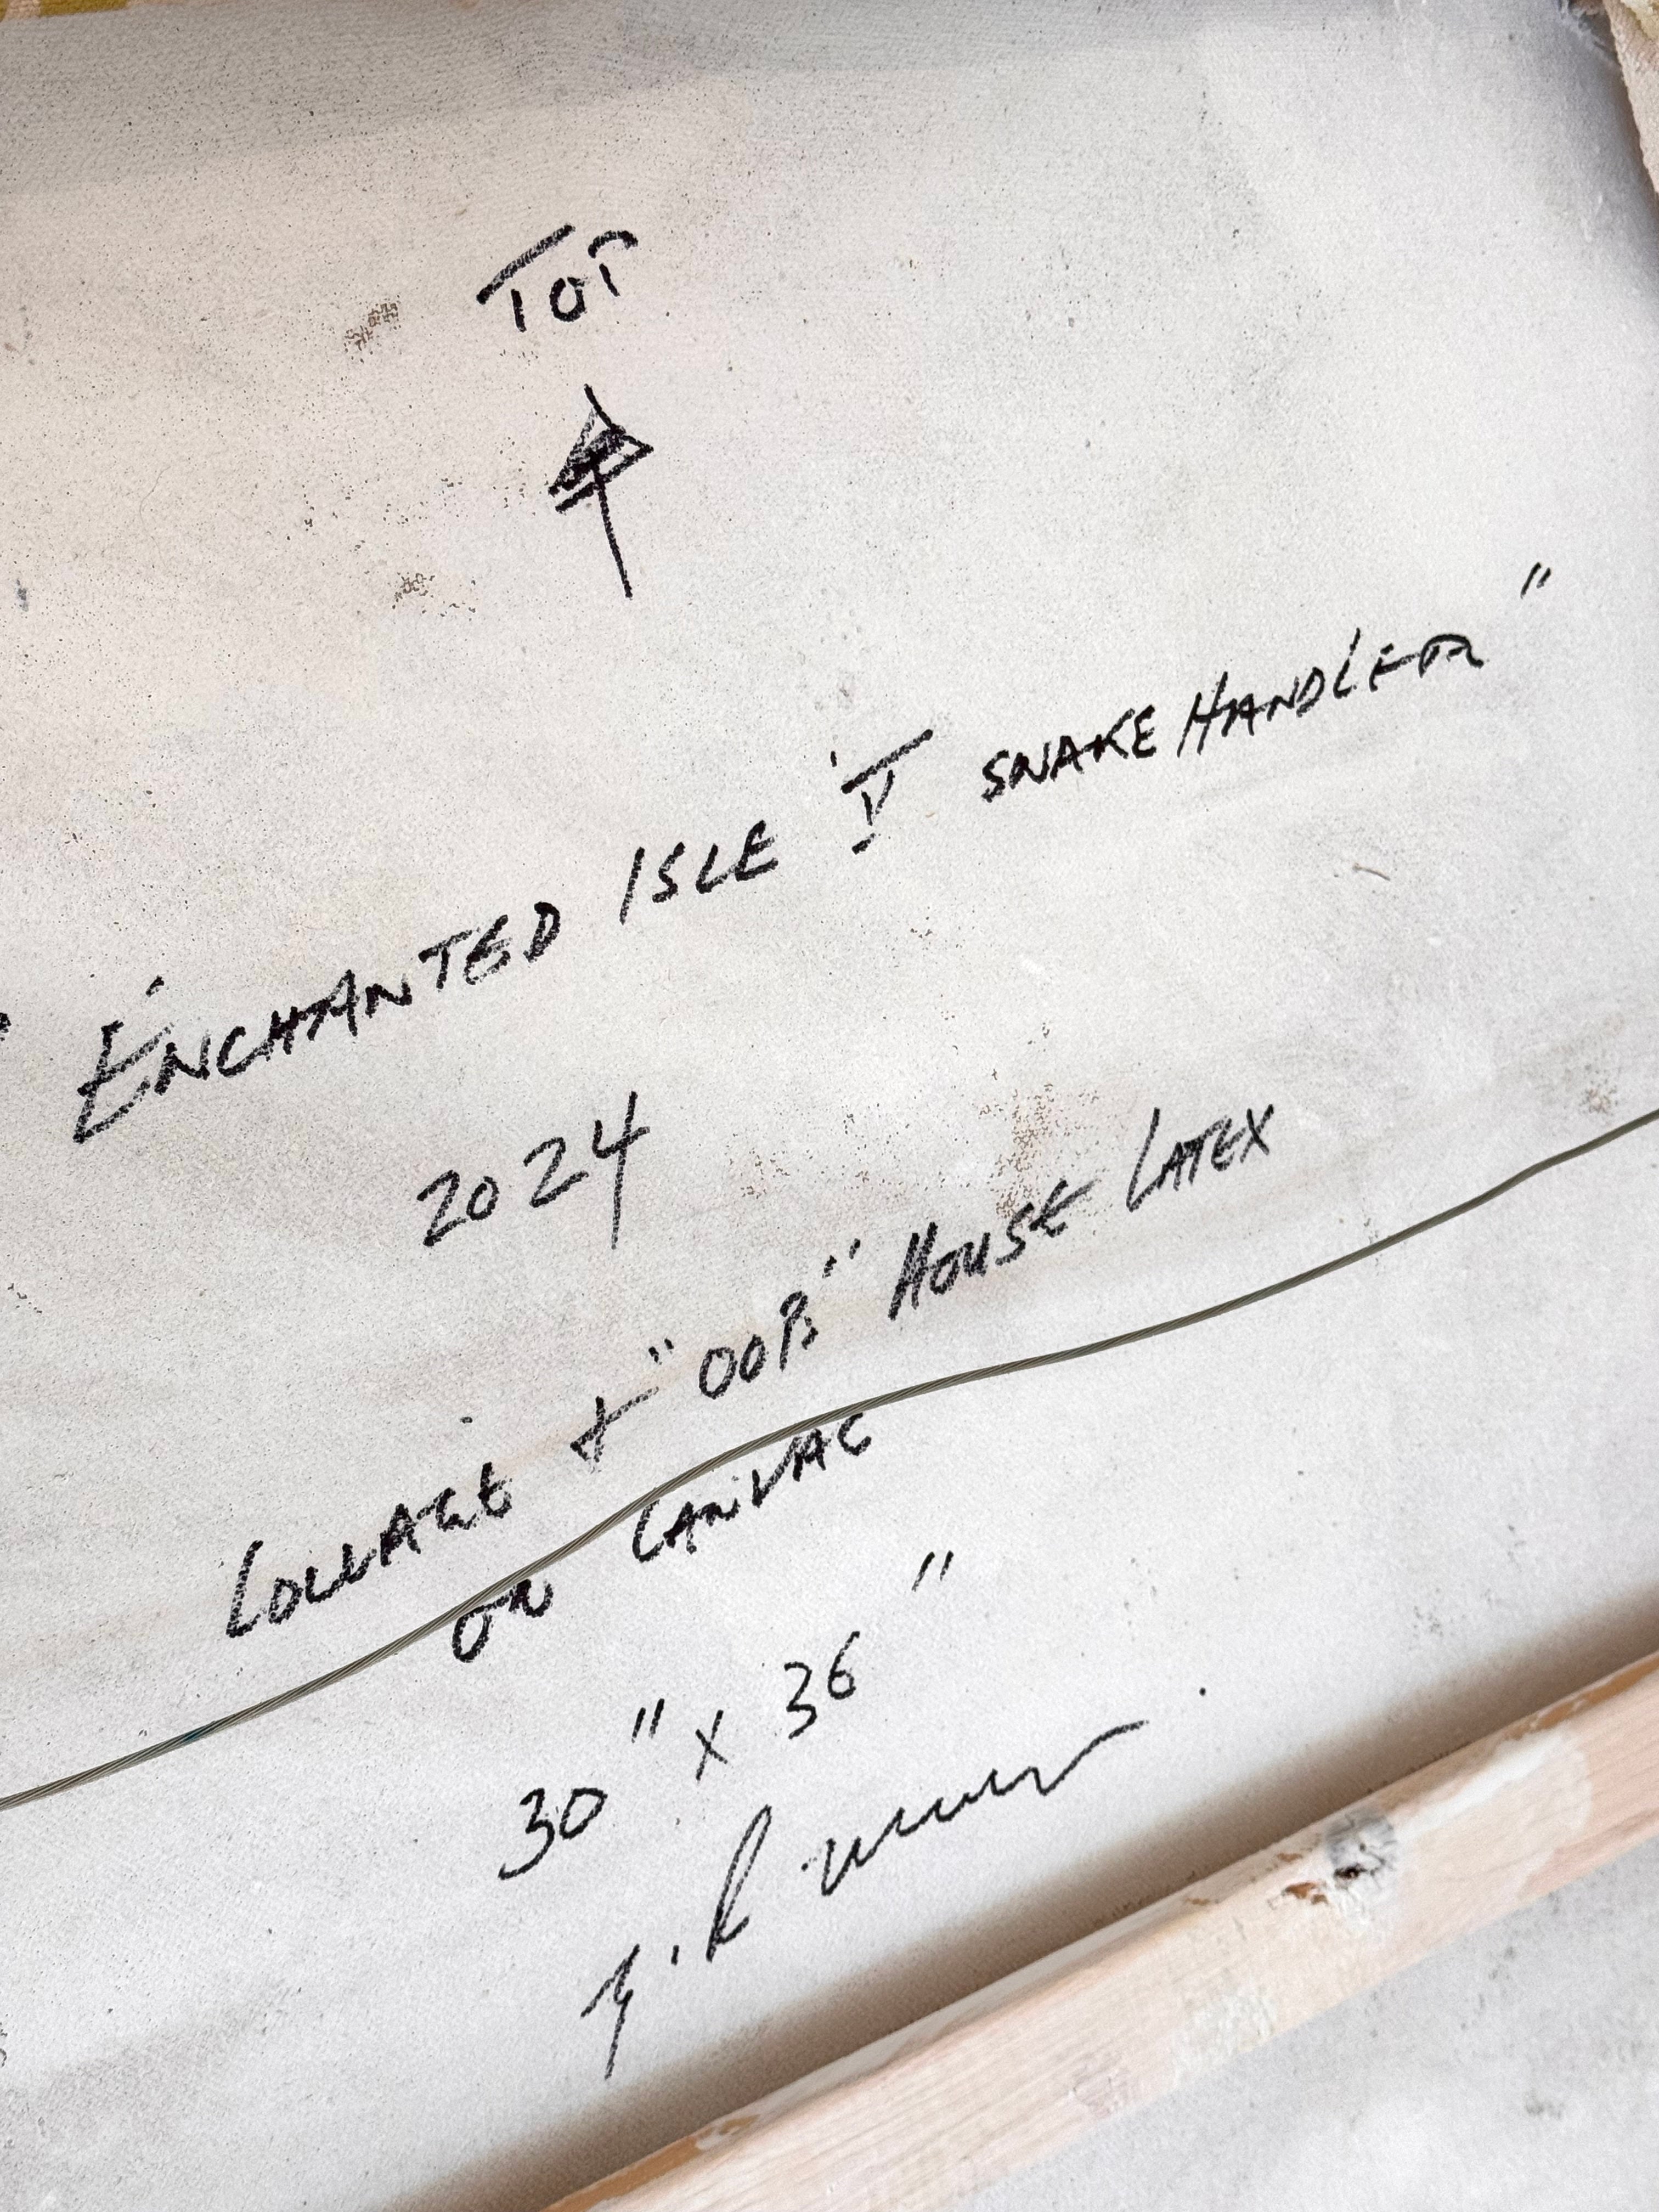 TOP
"ENCHANTED ISLE V SNAKE HANDLER"
2024
COLLAGE + "OOPS" HOUSE LATEX
ON CANVAS
30" X 36"